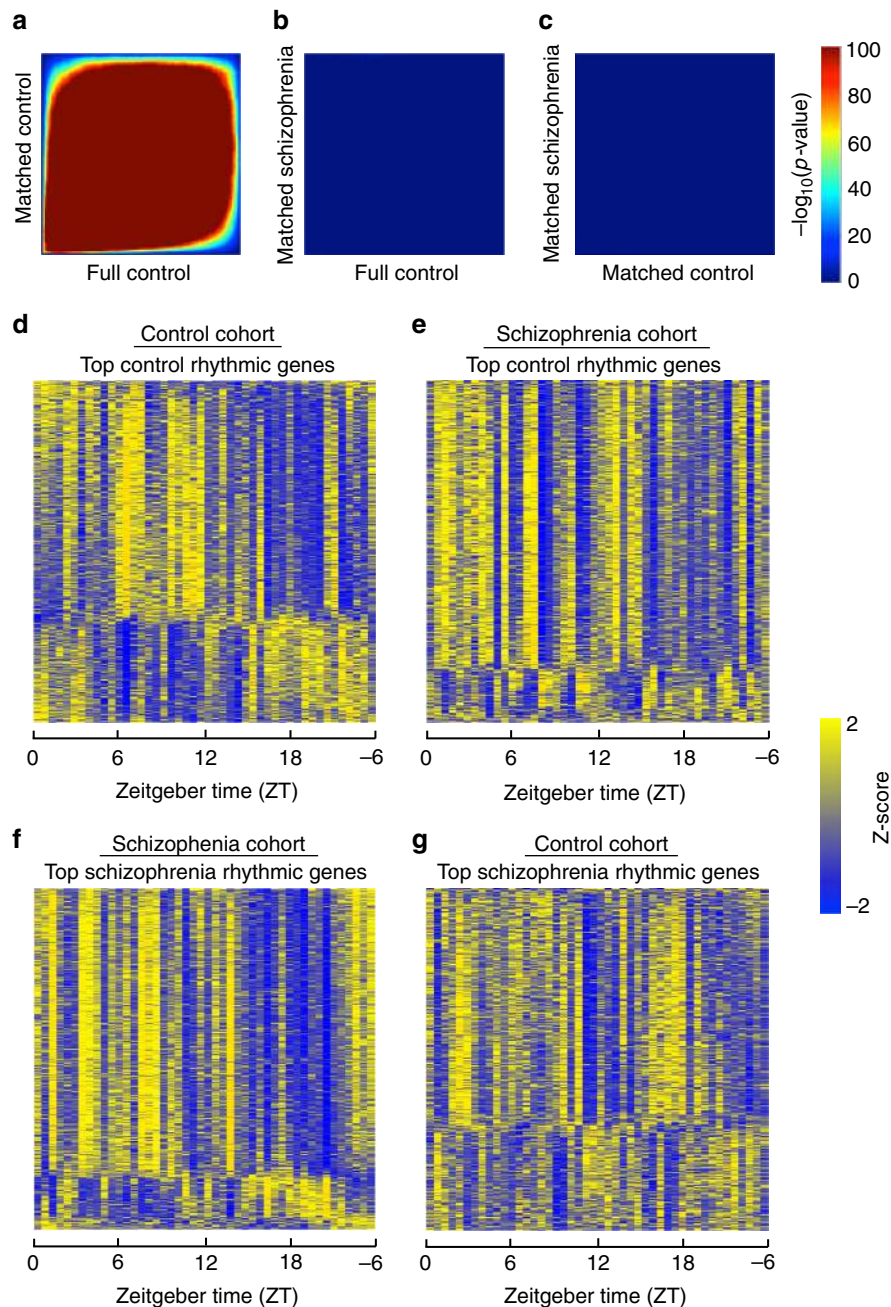 a
Matched control
Full control
b
Matched schizophrenia
Full control
c
Matched schizophrenia
Matched control
100
80
60
40
20
0
–log10(p-value)
d
Control cohort
Top control rhythmic genes
0 6 12 18 –6
Zeitgeber time (ZT)
e
Schizophrenia cohort
Top control rhythmic genes
0 6 12 18 –6
Zeitgeber time (ZT)
2
–2
Z-score
f
Schizophenia cohort
Top schizophrenia rhythmic genes
0 6 12 18 –6
Zeitgeber time (ZT)
g
Control cohort
Top schizophrenia rhythmic genes
0 6 12 18 –6
Zeitgeber time (ZT)